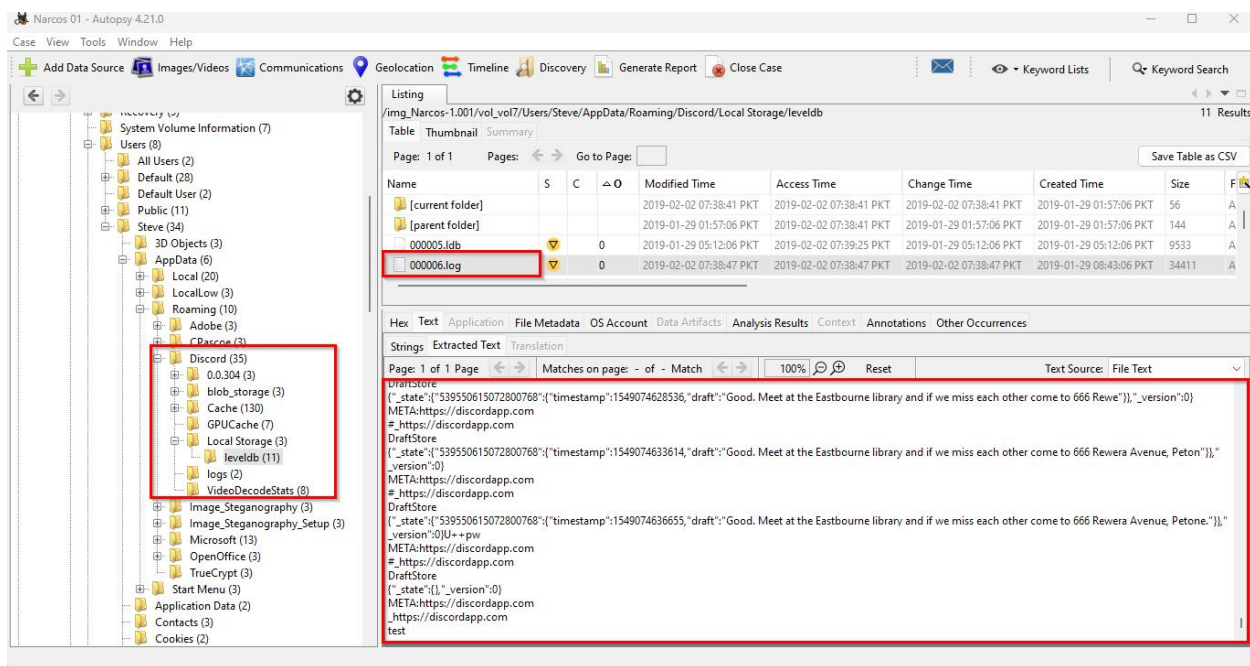 Narcos 01 - Autopsy 4.21.0
Case View Tools Window Help
Add Data Source Images/Videos Communications Geolocation Timeline Discovery Generate Report Close Case Keyword Lists Keyword Search
System Volume Information (7)
Users (8)
All Users (2)
Default (28)
Default User (2)
Public (11)
Steve (34)
3D Objects (3)
AppData (6)
Local (20)
LocalLow (3)
Roaming (10)
Adobe (3)
CPascoe (3)
Discord (35)
0.0.304 (3)
blob_storage (3)
Cache (130)
GPUCache (7)
Local Storage (3)
leveldb (11)
logs (2)
VideoDecodeStats (8)
Image_Steganography (3)
Image_Steganography_Setup (3)
Microsoft (13)
OpenOffice (3)
TrueCrypt (3)
Start Menu (3)
Application Data (2)
Contacts (3)
Cookies (2)
Listing
/img_Narcos-1.001/vol_vol7/Users/Steve/AppData/Roaming/Discord/Local Storage/leveldb 11 Results
Table Thumbnail Summary
Page: 1 of 1 Pages: Go to Page: Save Table as CSV
Name S C O Modified Time Access Time Change Time Created Time Size F
[current folder] 2019-02-02 07:38:41 PKT 2019-02-02 07:38:41 PKT 2019-02-02 07:38:41 PKT 2019-01-29 01:57:06 PKT 56 A
[parent folder] 2019-01-29 01:57:06 PKT 2019-02-02 07:38:41 PKT 2019-01-29 01:57:06 PKT 2019-01-29 01:57:06 PKT 144 A
000005.ldb 0 2019-01-29 05:12:06 PKT 2019-02-02 07:39:25 PKT 2019-01-29 05:12:06 PKT 2019-01-29 05:12:06 PKT 9533 A
000006.log 0 2019-02-02 07:38:47 PKT 2019-02-02 07:38:47 PKT 2019-02-02 07:38:47 PKT 2019-01-29 08:43:06 PKT 34411 A
Hex Text Application File Metadata OS Account Data Artifacts Analysis Results Context Annotations Other Occurrences
Strings Extracted Text Translation
Page: 1 of 1 Page Matches on page: - of - Match 100% Reset Text Source: File Text
DraftStore
{"_state":{"539550615072800768":{"timestamp":1549074628536,"draft":"Good. Meet at the Eastbourne library and if we miss each other come to 666 Rewe"}},"_version":0}
META:https://discordapp.com
#_https://discordapp.com
DraftStore
{"_state":{"539550615072800768":{"timestamp":1549074633614,"draft":"Good. Meet at the Eastbourne library and if we miss each other come to 666 Rewera Avenue, Peton"}},"
_version":0}
META:https://discordapp.com
#_https://discordapp.com
DraftStore
{"_state":{"539550615072800768":{"timestamp":1549074636655,"draft":"Good. Meet at the Eastbourne library and if we miss each other come to 666 Rewera Avenue, Petone."}},"
_version":0}U++pw
META:https://discordapp.com
#_https://discordapp.com
DraftStore
{"_state":{},"_version":0}
META:https://discordapp.com
_https://discordapp.com
test